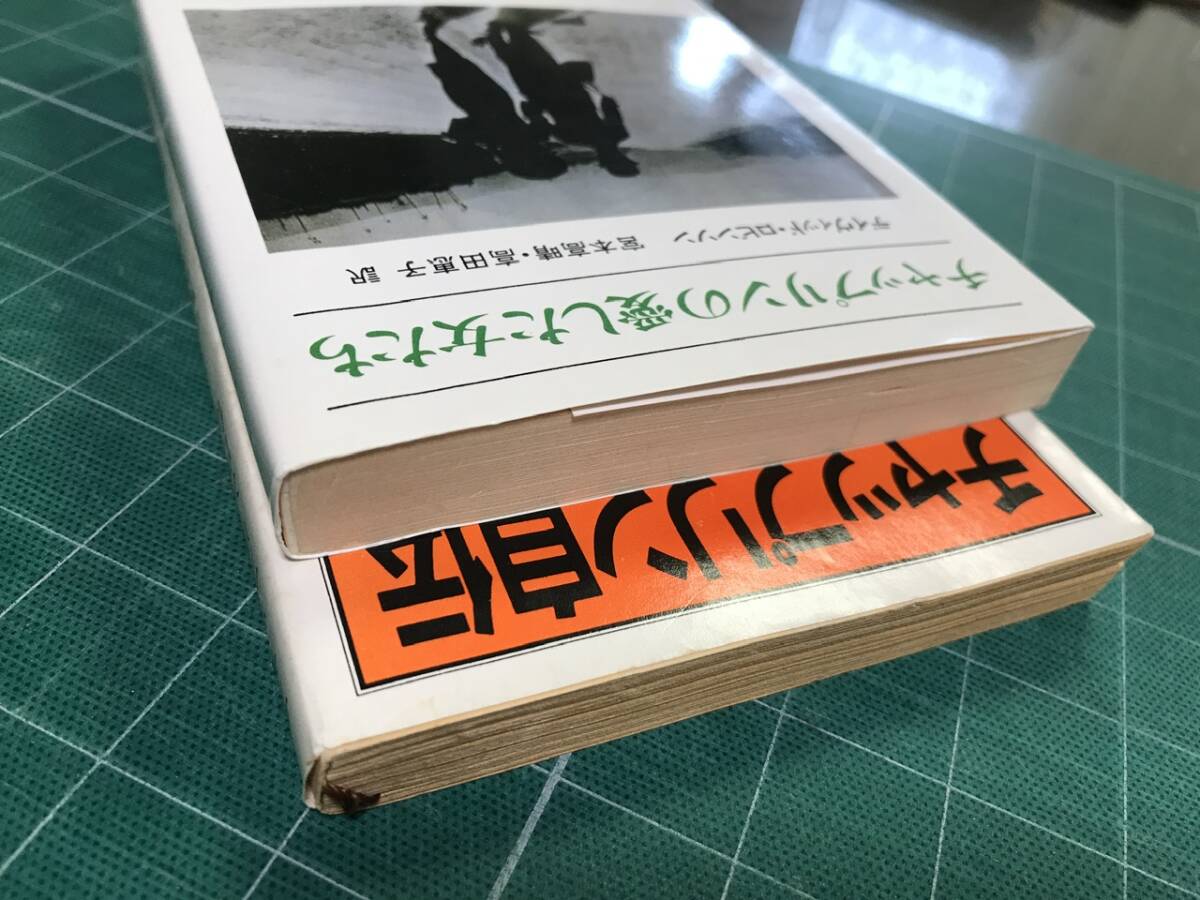 チャップリンの愛した女たち
デイヴィッド・ロビンソン 宮本高晴・高田恵子 訳
チャップリン自伝